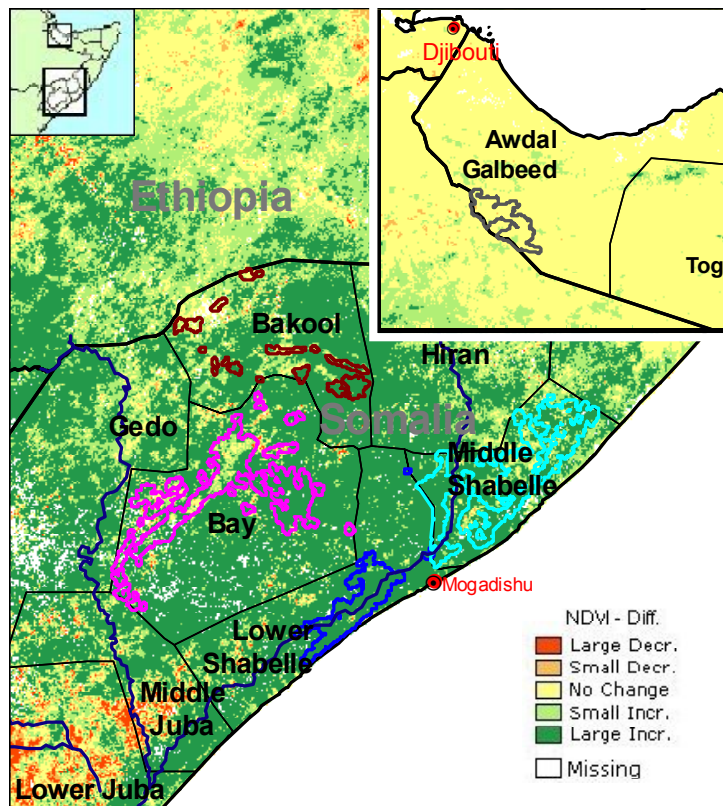 Djibouti
Awdal
Galbeed
Tog
Ethiopia
Bakool
Hiran
Somalia
Gedo
Middle
Shabelle
Bay
Mogadishu
Lower
Shabelle
Middle
Juba
Lower Juba
NDVI - Diff.
Large Decr.
Small Decr.
No Change
Small Incr.
Large Incr.
Missing